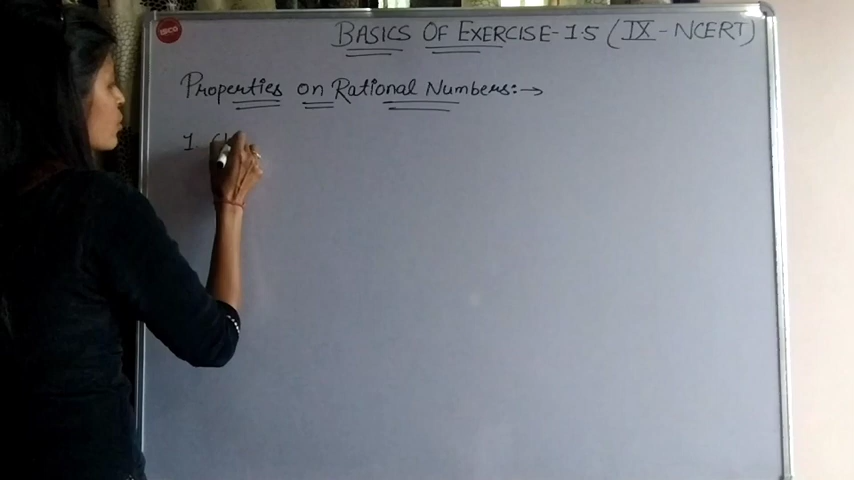 BASICS OF EXERCISE-1.5 (IX - NCERT)
Properties on Rational Numbers:→
1.